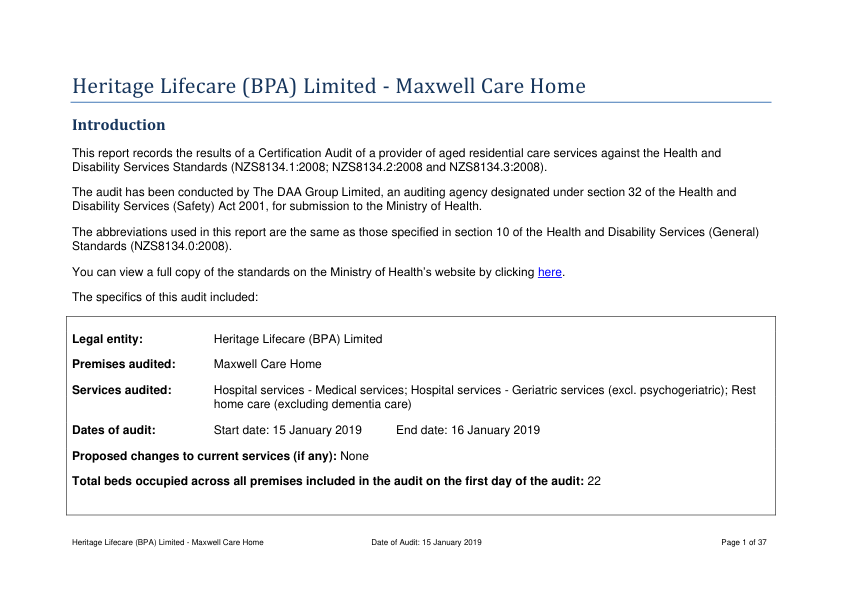 Heritage Lifecare (BPA) Limited - Maxwell Care Home
Introduction
This report records the results of a Certification Audit of a provider of aged residential care services against the Health and
Disability Services Standards (NZS8134.1:2008; NZS8134.2:2008 and NZS8134.3:2008).
The audit has been conducted by The DAA Group Limited, an auditing agency designated under section 32 of the Health and
Disability Services (Safety) Act 2001, for submission to the Ministry of Health.
The abbreviations used in this report are the same as those specified in section 10 of the Health and Disability Services (General)
Standards (NZS8134.0:2008).
You can view a full copy of the standards on the Ministry of Health’s website by clicking here.
The specifics of this audit included:
Legal entity: Heritage Lifecare (BPA) Limited
Premises audited: Maxwell Care Home
Services audited: Hospital services - Medical services; Hospital services - Geriatric services (excl. psychogeriatric); Rest
home care (excluding dementia care)
Dates of audit: Start date: 15 January 2019 End date: 16 January 2019
Proposed changes to current services (if any): None
Total beds occupied across all premises included in the audit on the first day of the audit: 22
Heritage Lifecare (BPA) Limited - Maxwell Care Home Date of Audit: 15 January 2019 Page 1 of 37